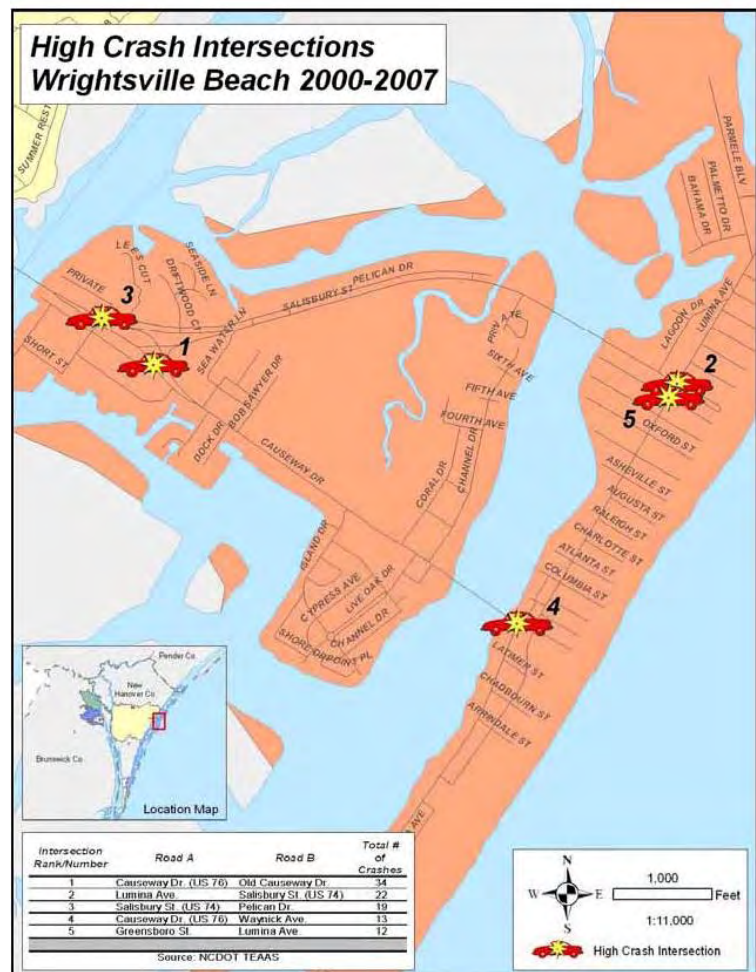 High Crash Intersections
Wrightsville Beach 2000-2007
SUMMER REST
PARMELE BLV
PALMETTO DR
BAHAMA DR
LEES CUT
SEASIDE LN
DRIFTWOOD CT
PRIVATE
3
PELICAN DR
SALISBURY ST
LAGOON DR
LUMINA AVE
SHORT ST
1
SEA WATER LN
PRIVATE
SIXTH AVE
2
FIFTH AVE
5
BOB SAWYER DR
FOURTH AVE
OXFORD ST
DOCK DR
CAUSEWAY DR
CORAL DR
CHANNEL DR
ASHEVILLE ST
AUGUSTA ST
RALEIGH ST
CHARLOTTE ST
ATLANTA ST
COLUMBIA ST
ISLAND DR
CYPRESS AVE
LIVE OAK DR
CHANNEL DR
4
SHORE POINT PL
LATIMER ST
CHADBOURN ST
ARRINDALE ST
AVE
Pender Co.
New
Hanover Co.
Brunswick Co.
Location Map
Intersection Rank/Number Road A Road B Total # of Crashes
1 Causeway Dr. (US 76) Old Causeway Dr. 34
2 Lumina Ave. Salisbury St. (US 74) 22
3 Salisbury St. (US 74) Pelican Dr. 19
4 Causeway Dr. (US 76) Waynick Ave. 13
5 Greensboro St. Lumina Ave. 12
Source: NCDOT TEAAS
N
W E
S
1,000
Feet
1:11,000
High Crash Intersection